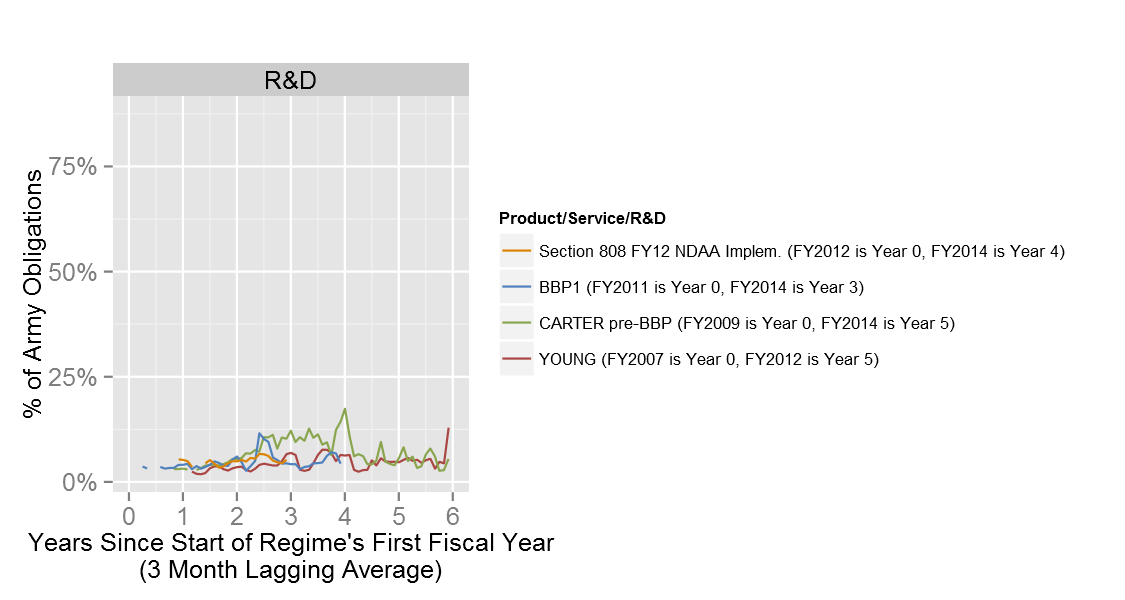 R&D
% of Army Obligations
75%
50%
25%
0%
0 1 2 3 4 5 6
Years Since Start of Regime's First Fiscal Year
(3 Month Lagging Average)
Product/Service/R&D
Section 808 FY12 NDAA Implem. (FY2012 is Year 0, FY2014 is Year 4)
BBP1 (FY2011 is Year 0, FY2014 is Year 3)
CARTER pre-BBP (FY2009 is Year 0, FY2014 is Year 5)
YOUNG (FY2007 is Year 0, FY2012 is Year 5)